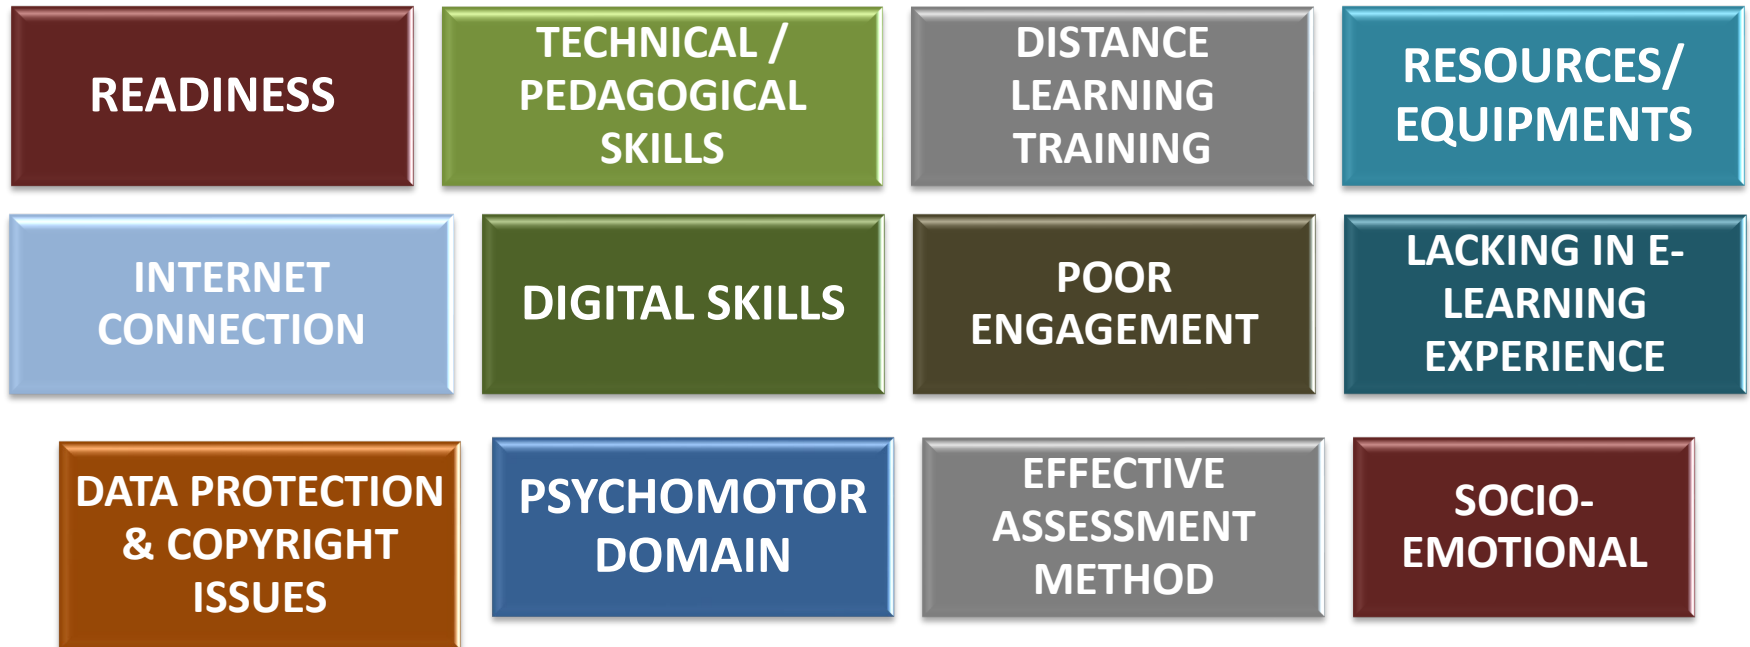 READINESS
TECHNICAL /
PEDAGOGICAL
SKILLS
DISTANCE
LEARNING
TRAINING
RESOURCES/
EQUIPMENTS
INTERNET
CONNECTION
DIGITAL SKILLS
POOR
ENGAGEMENT
LACKING IN E-
LEARNING
EXPERIENCE
DATA PROTECTION
& COPYRIGHT
ISSUES
PSYCHOMOTOR
DOMAIN
EFFECTIVE
ASSESSMENT
METHOD
SOCIO-
EMOTIONAL